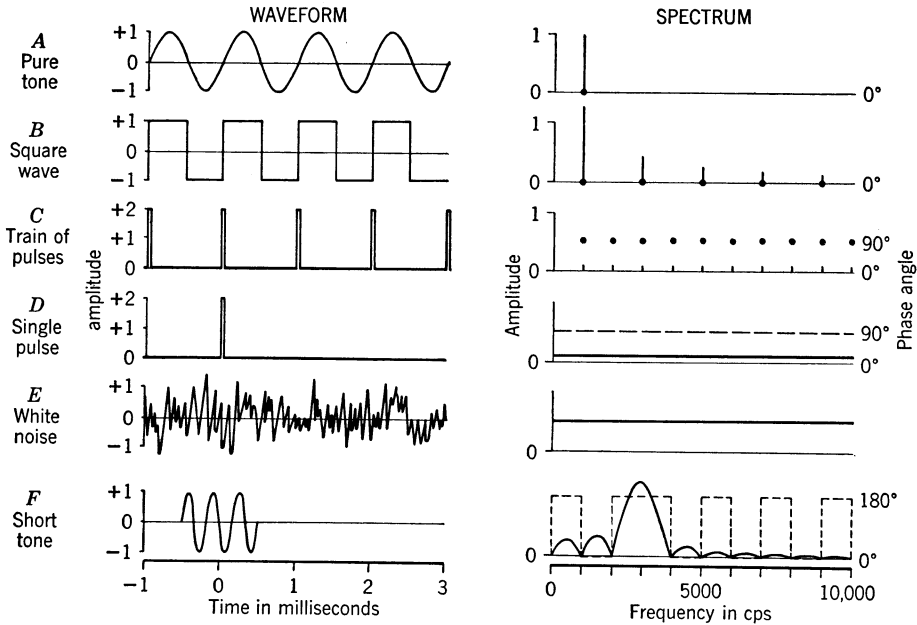 WAVEFORM
SPECTRUM
A
Pure
tone
+1
0
−1
1
0
0°
B
Square
wave
+1
0
−1
1
0
0°
C
Train of
pulses
+2
+1
0
1
0
90°
0°
D
Single
pulse
+2
+1
0
0
90°
0°
amplitude
Amplitude
Phase angle
E
White
noise
+1
0
−1
0
F
Short
tone
+1
0
−1
0
180°
0°
−1 0 1 2 3
Time in milliseconds
0 5000 10,000
Frequency in cps